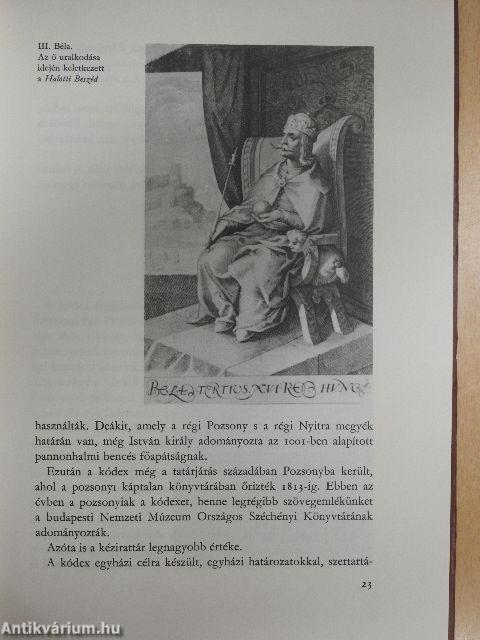 III. Béla.
Az ő uralkodása
idején keletkezett
a Halotti Beszéd
BELA TERTIUS. XVI REX HUNG
használták. Deákit, amely a régi Pozsony s a régi Nyitra megyék
határán van, még István király adományozta az 1001-ben alapított
pannonhalmi bencés főapátságnak.
Ezután a kódex még a tatárjárás századában Pozsonyba került,
ahol a pozsonyi káptalan könyvtárában őrizték 1813-ig. Ebben az
évben a pozsonyiak a kódexet, benne legrégibb szövegemlékünket
a budapesti Nemzeti Múzeum Országos Széchényi Könyvtárának
adományozták.
Azóta is a kézirattár legnagyobb értéke.
A kódex egyházi célra készült, egyházi határozatokkal, szertartá-
23
Antikvárium.hu